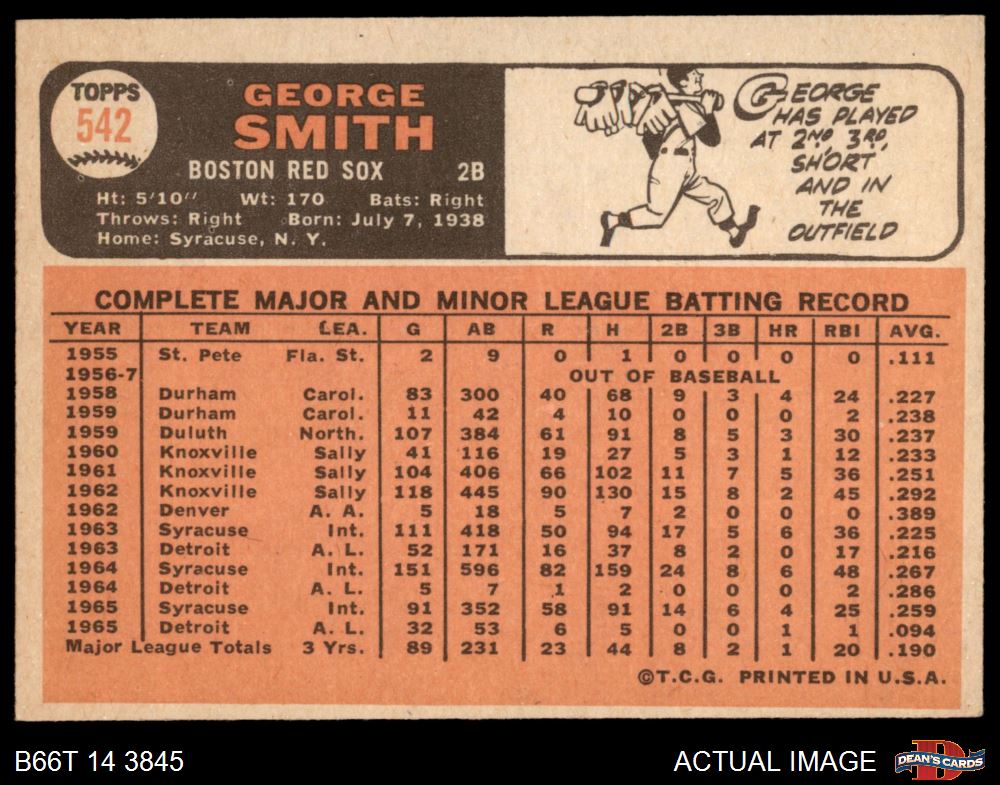 TOPPS
542
GEORGE
SMITH
BOSTON RED SOX 2B
Ht: 5'10" Wt: 170 Bats: Right
Throws: Right Born: July 7, 1938
Home: Syracuse, N. Y.
GEORGE
HAS PLAYED
AT 2ND, 3RD,
SHORT
AND IN
THE
OUTFIELD
COMPLETE MAJOR AND MINOR LEAGUE BATTING RECORD
YEAR TEAM LEA. G AB R H 2B 3B HR RBI AVG.
1955 St. Pete Fla. St. 2 9 0 1 0 0 0 0 .111
1956-7 OUT OF BASEBALL
1958 Durham Carol. 83 300 40 68 9 3 4 24 .227
1959 Durham Carol. 11 42 4 10 0 0 0 2 .238
1959 Duluth North. 107 384 61 91 8 5 3 30 .237
1960 Knoxville Sally 41 116 19 27 5 3 1 12 .233
1961 Knoxville Sally 104 406 66 102 11 7 5 36 .251
1962 Knoxville Sally 118 445 90 130 15 8 2 45 .292
1962 Denver A. A. 5 18 5 7 2 0 0 0 .389
1963 Syracuse Int. 111 418 50 94 17 5 6 36 .225
1963 Detroit A. L. 52 171 16 37 8 2 0 17 .216
1964 Syracuse Int. 151 596 82 159 24 8 6 48 .267
1964 Detroit A. L. 5 7 1 2 0 0 0 2 .286
1965 Syracuse Int. 91 352 58 91 14 6 4 25 .259
1965 Detroit A. L. 32 53 6 5 0 0 1 1 .094
Major League Totals 3 Yrs. 89 231 23 44 8 2 1 20 .190
©T.C.G. PRINTED IN U.S.A.
B66T 14 3845
ACTUAL IMAGE
DEAN'S CARDS